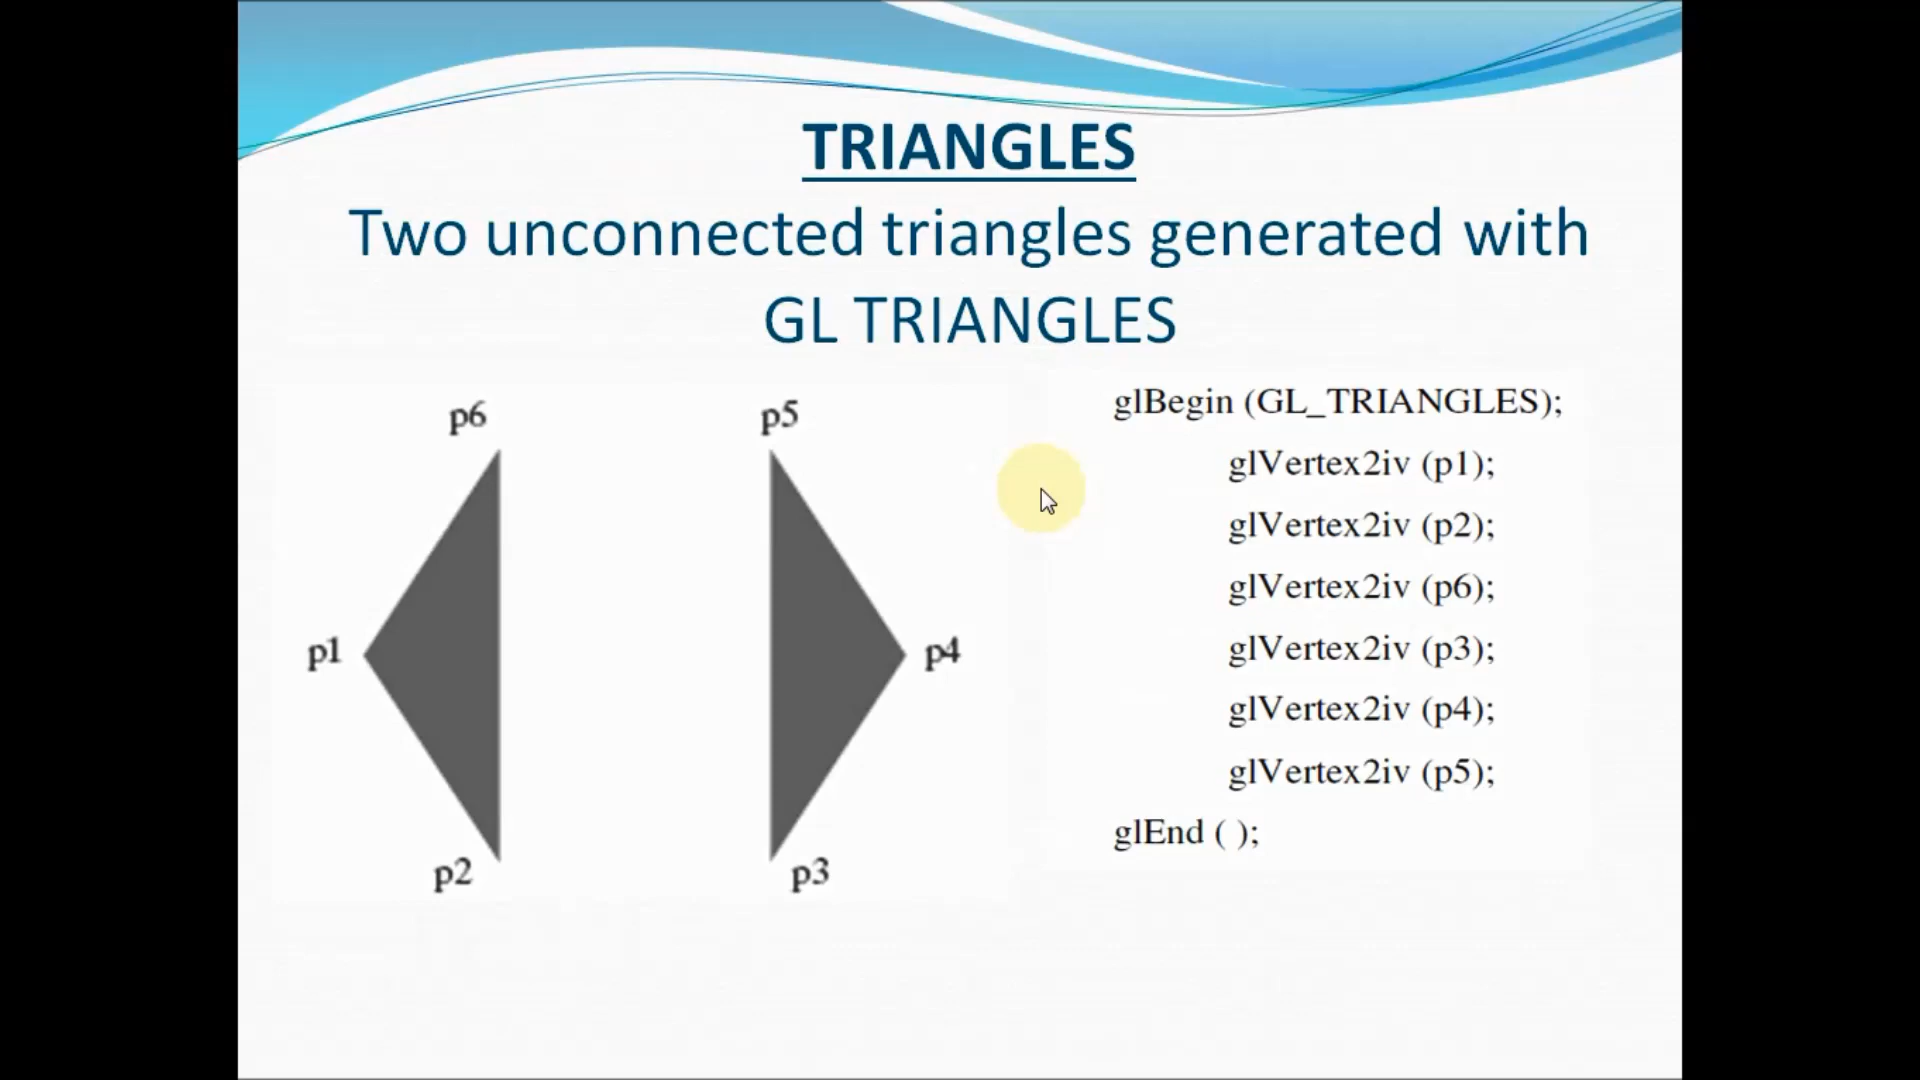 TRIANGLES
Two unconnected triangles generated with
GL TRIANGLES
p6
p5
p1
p4
p2
p3
glBegin (GL_TRIANGLES);
glVertex2iv (p1);
glVertex2iv (p2);
glVertex2iv (p6);
glVertex2iv (p3);
glVertex2iv (p4);
glVertex2iv (p5);
glEnd ( );